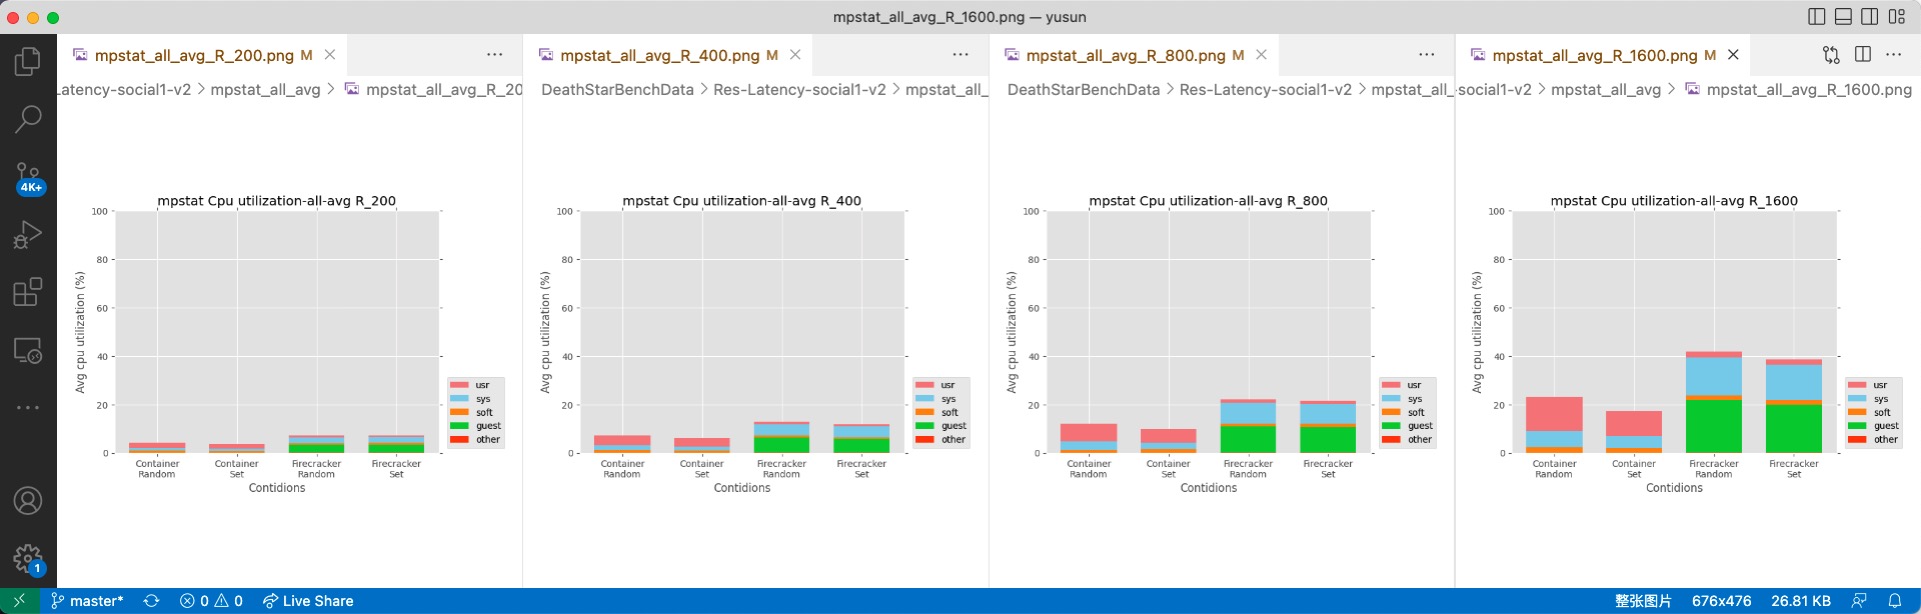 mpstat_all_avg_R_1600.png — yusun
mpstat_all_avg_R_200.png M
mpstat_all_avg_R_400.png M
mpstat_all_avg_R_800.png M
mpstat_all_avg_R_1600.png M
Latency-social1-v2 > mpstat_all_avg > mpstat_all_avg_R_20
DeathStarBenchData > Res-Latency-social1-v2 > mpstat_all_
DeathStarBenchData > Res-Latency-social1-v2 > mpstat_all_
social1-v2 > mpstat_all_avg > mpstat_all_avg_R_1600.png
4K+
1
mpstat Cpu utilization-all-avg R_200
Avg cpu utilization (%)
100
80
60
40
20
0
usr
sys
soft
guest
other
Container Container Firecracker Firecracker
Random Set Random Set
Contidions
mpstat Cpu utilization-all-avg R_400
Avg cpu utilization (%)
100
80
60
40
20
0
usr
sys
soft
guest
other
Container Container Firecracker Firecracker
Random Set Random Set
Contidions
mpstat Cpu utilization-all-avg R_800
Avg cpu utilization (%)
100
80
60
40
20
0
usr
sys
soft
guest
other
Container Container Firecracker Firecracker
Random Set Random Set
Contidions
mpstat Cpu utilization-all-avg R_1600
Avg cpu utilization (%)
100
80
60
40
20
0
usr
sys
soft
guest
other
Container Container Firecracker Firecracker
Random Set Random Set
Contidions
master* 0 0 Live Share 整张图片 676x476 26.81 KB